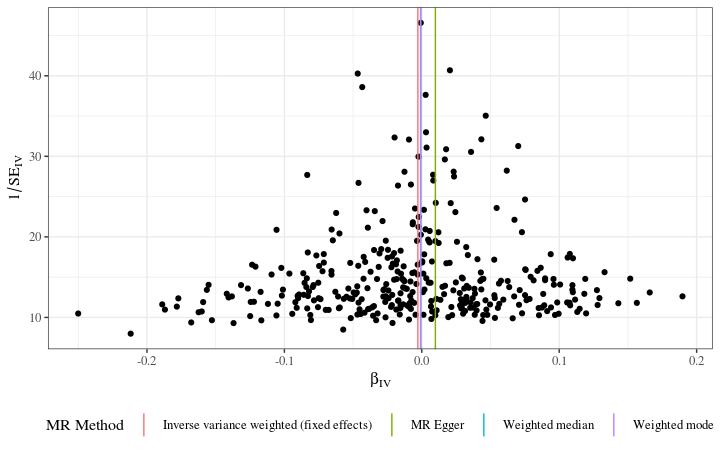 40
30
20
10
1/SE_IV
-0.2 -0.1 0.0 0.1 0.2
β_IV
MR Method Inverse variance weighted (fixed effects) MR Egger Weighted median Weighted mode